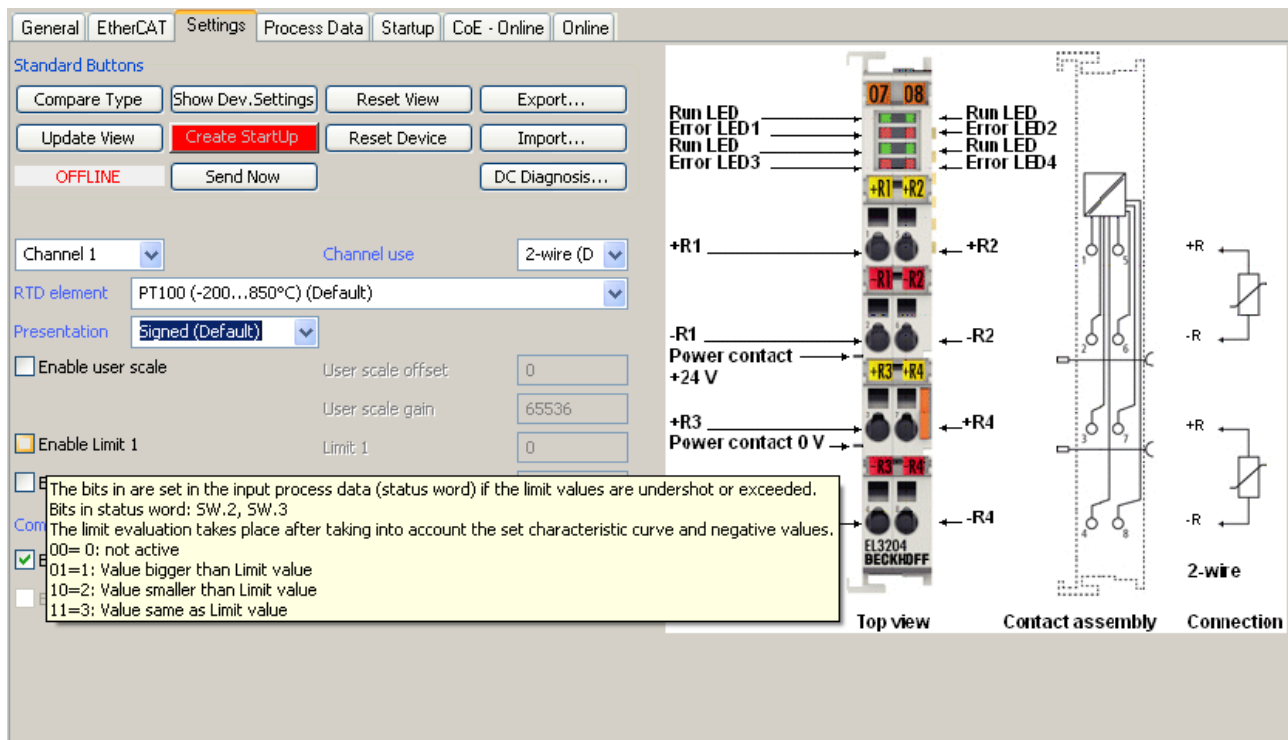 General EtherCAT Settings Process Data Startup CoE - Online Online
Standard Buttons
Compare Type Show Dev.Settings Reset View Export...
Update View Create StartUp Reset Device Import...
OFFLINE Send Now DC Diagnosis...
Channel 1 Channel use 2-wire (D
RTD element PT100 (-200...850°C) (Default)
Presentation Signed (Default)
Enable user scale User scale offset 0
User scale gain 65536
Enable Limit 1 Limit 1 0
The bits in are set in the input process data (status word) if the limit values are undershot or exceeded.
Bits in status word: SW.2, SW.3
The limit evaluation takes place after taking into account the set characteristic curve and negative values.
00= 0: not active
01=1: Value bigger than Limit value
10=2: Value smaller than Limit value
11=3: Value same as Limit value
07 08
Run LED Run LED
Error LED1 Error LED2
Run LED Run LED
Error LED3 Error LED4
+R1 +R2
+R1 +R2
-R1 -R2
-R1 -R2
Power contact
+24 V
+R3 +R4
+R3 +R4
Power contact 0 V
-R3 -R4
-R4
EL3204
BECKHOFF
Top view
1 5
2 6
3 7
4 8
Contact assembly
+R
-R
+R
-R
2-wire
Connection